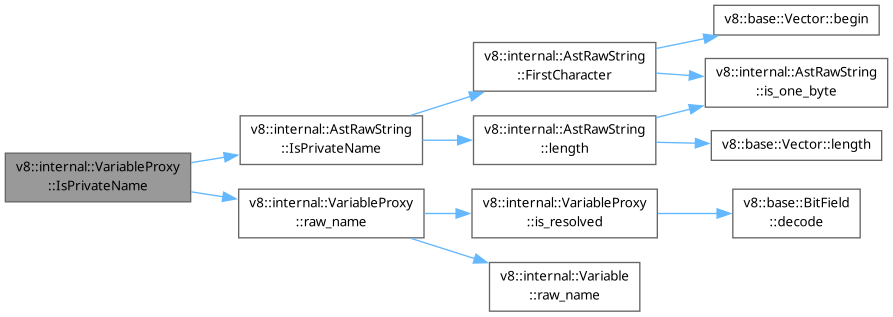 v8::internal::VariableProxy
::IsPrivateName
v8::internal::AstRawString
::IsPrivateName
v8::internal::VariableProxy
::raw_name
v8::internal::AstRawString
::FirstCharacter
v8::internal::AstRawString
::length
v8::internal::VariableProxy
::is_resolved
v8::internal::Variable
::raw_name
v8::base::Vector::begin
v8::internal::AstRawString
::is_one_byte
v8::base::Vector::length
v8::base::BitField
::decode